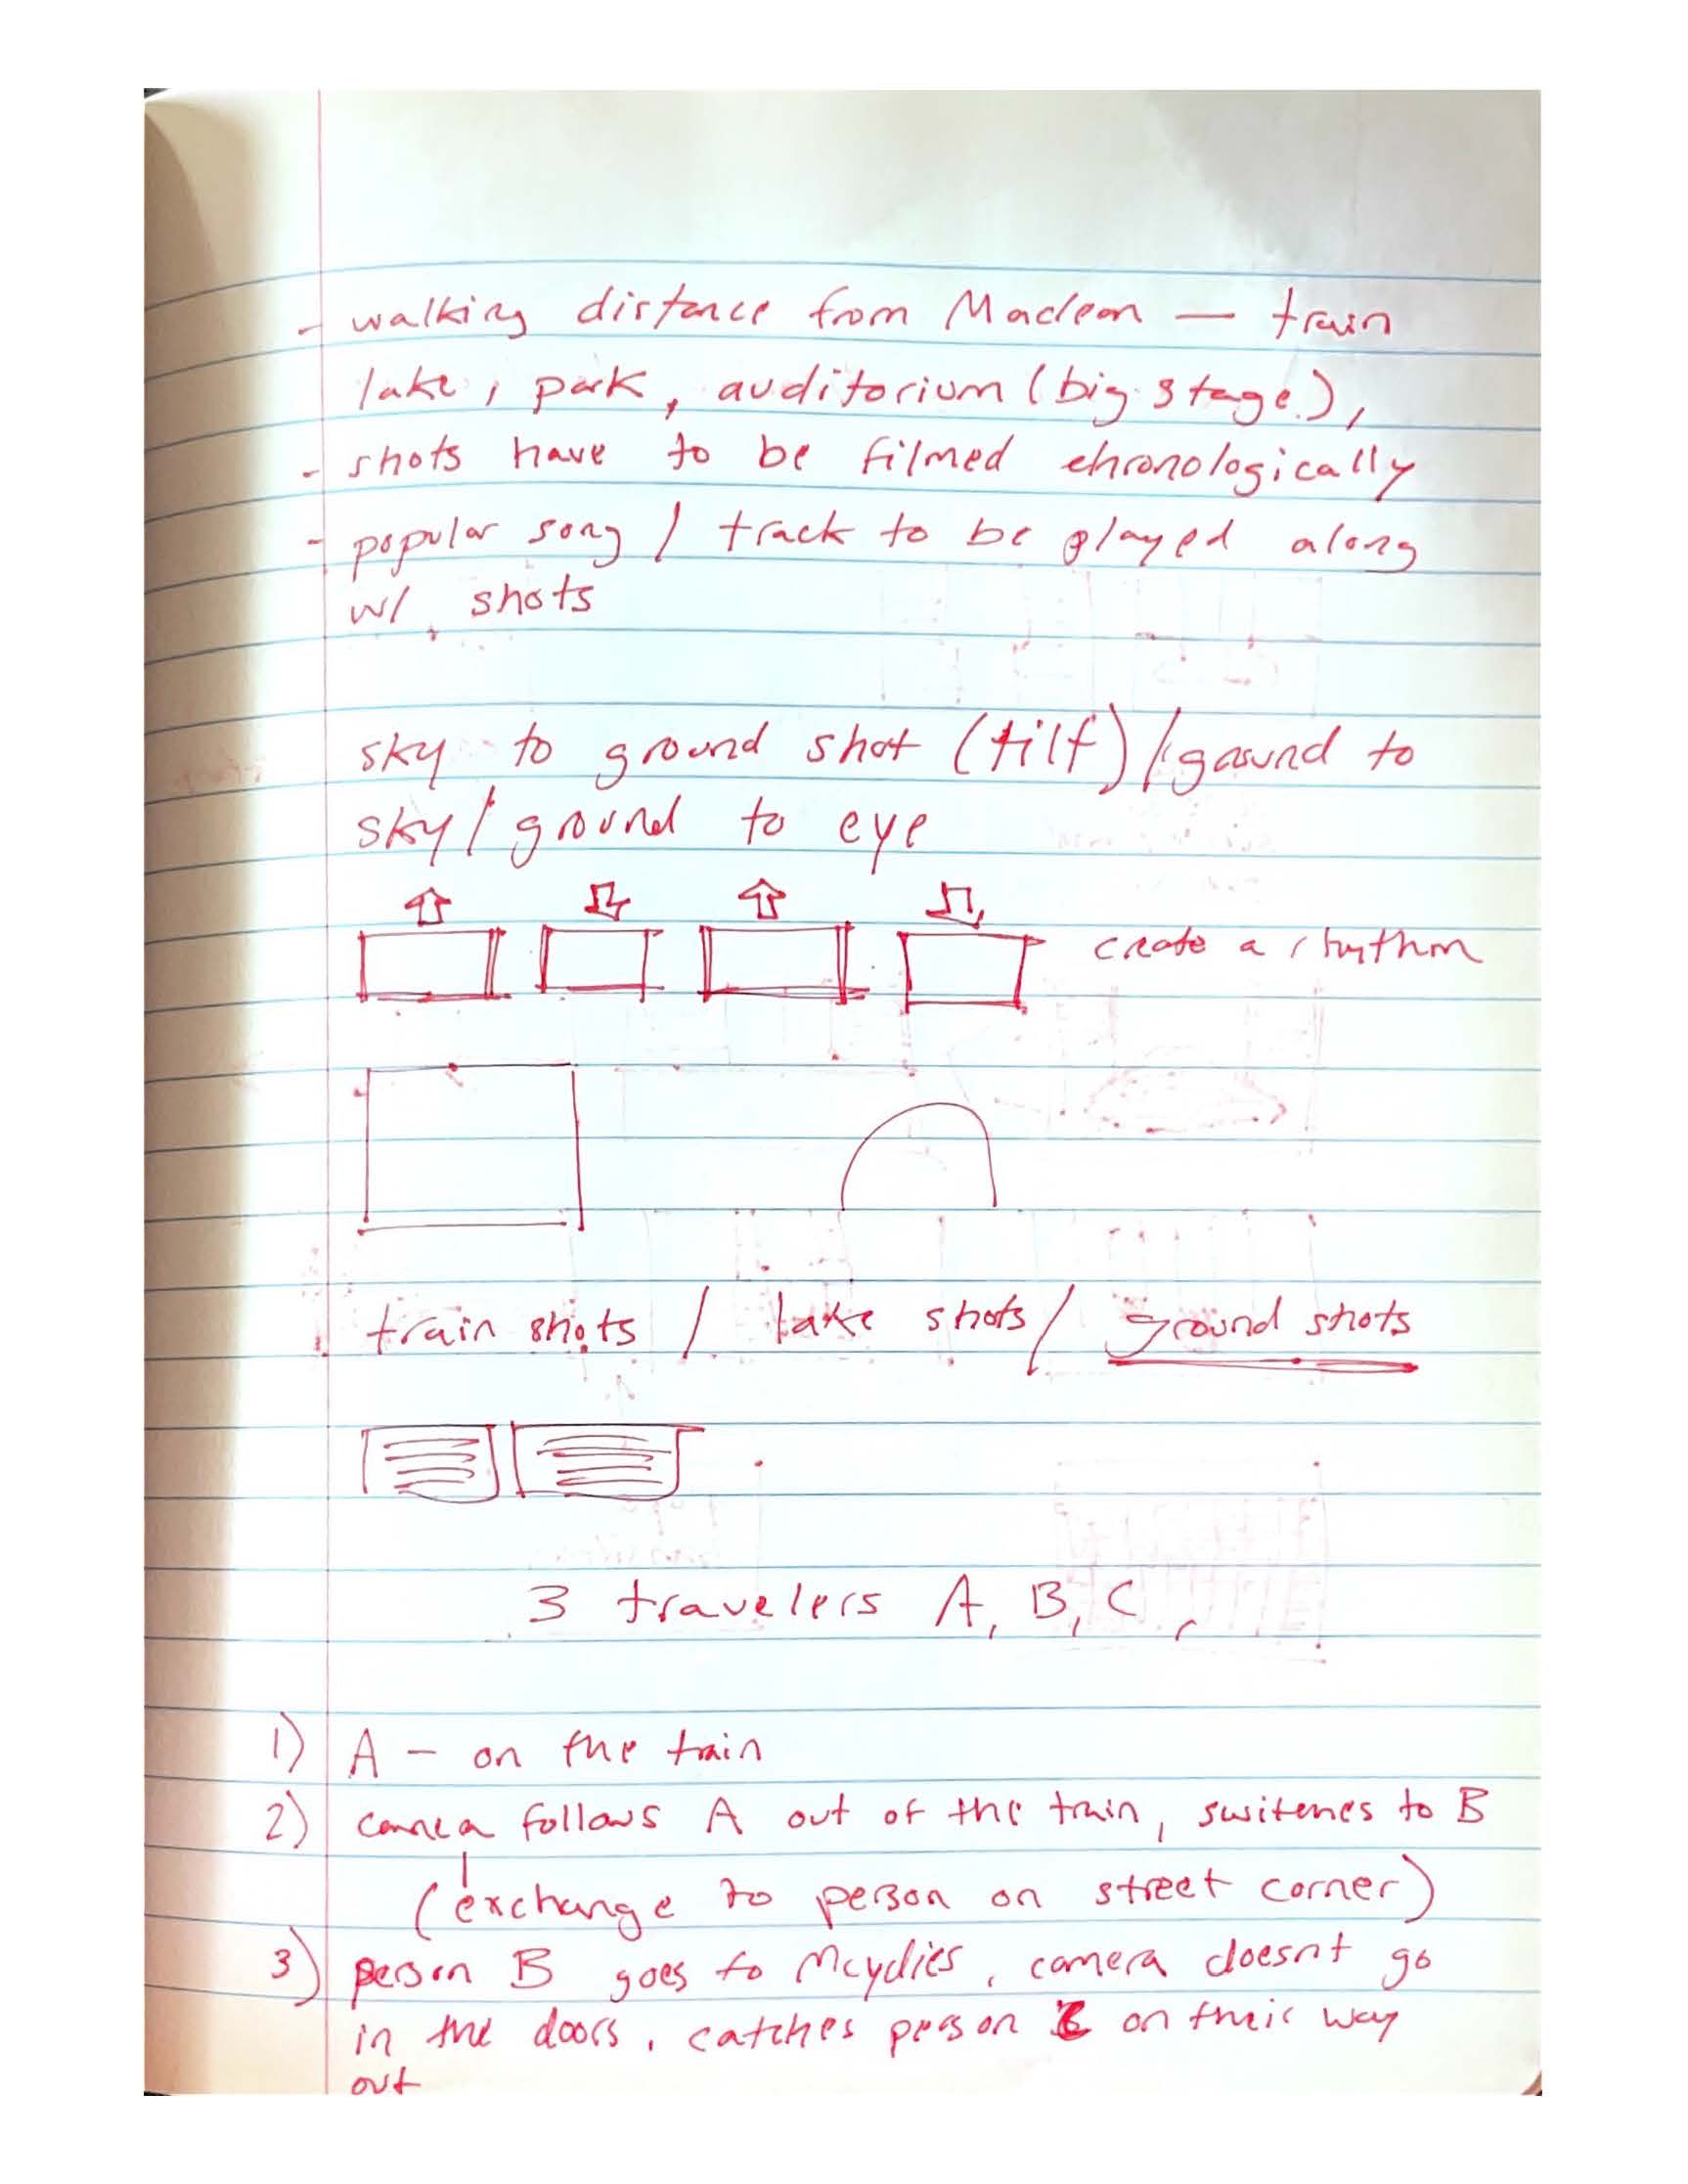 - walking distance from Maclean — train
lake, park, auditorium (big stage),
- shots have to be filmed chronologically
- popular song / track to be played along
w/ shots
sky to ground shot (tilt) / ground to
sky / ground to eye
create a rhythm
train shots / lake shots / ground shots
3 travelers A, B, C,
1) A - on the train
2) camera follows A out of the train, switches to B
(exchange to person on street corner)
3) person B goes to Mcydies, camera doesnt go
in the doors, catches person C on their way
out